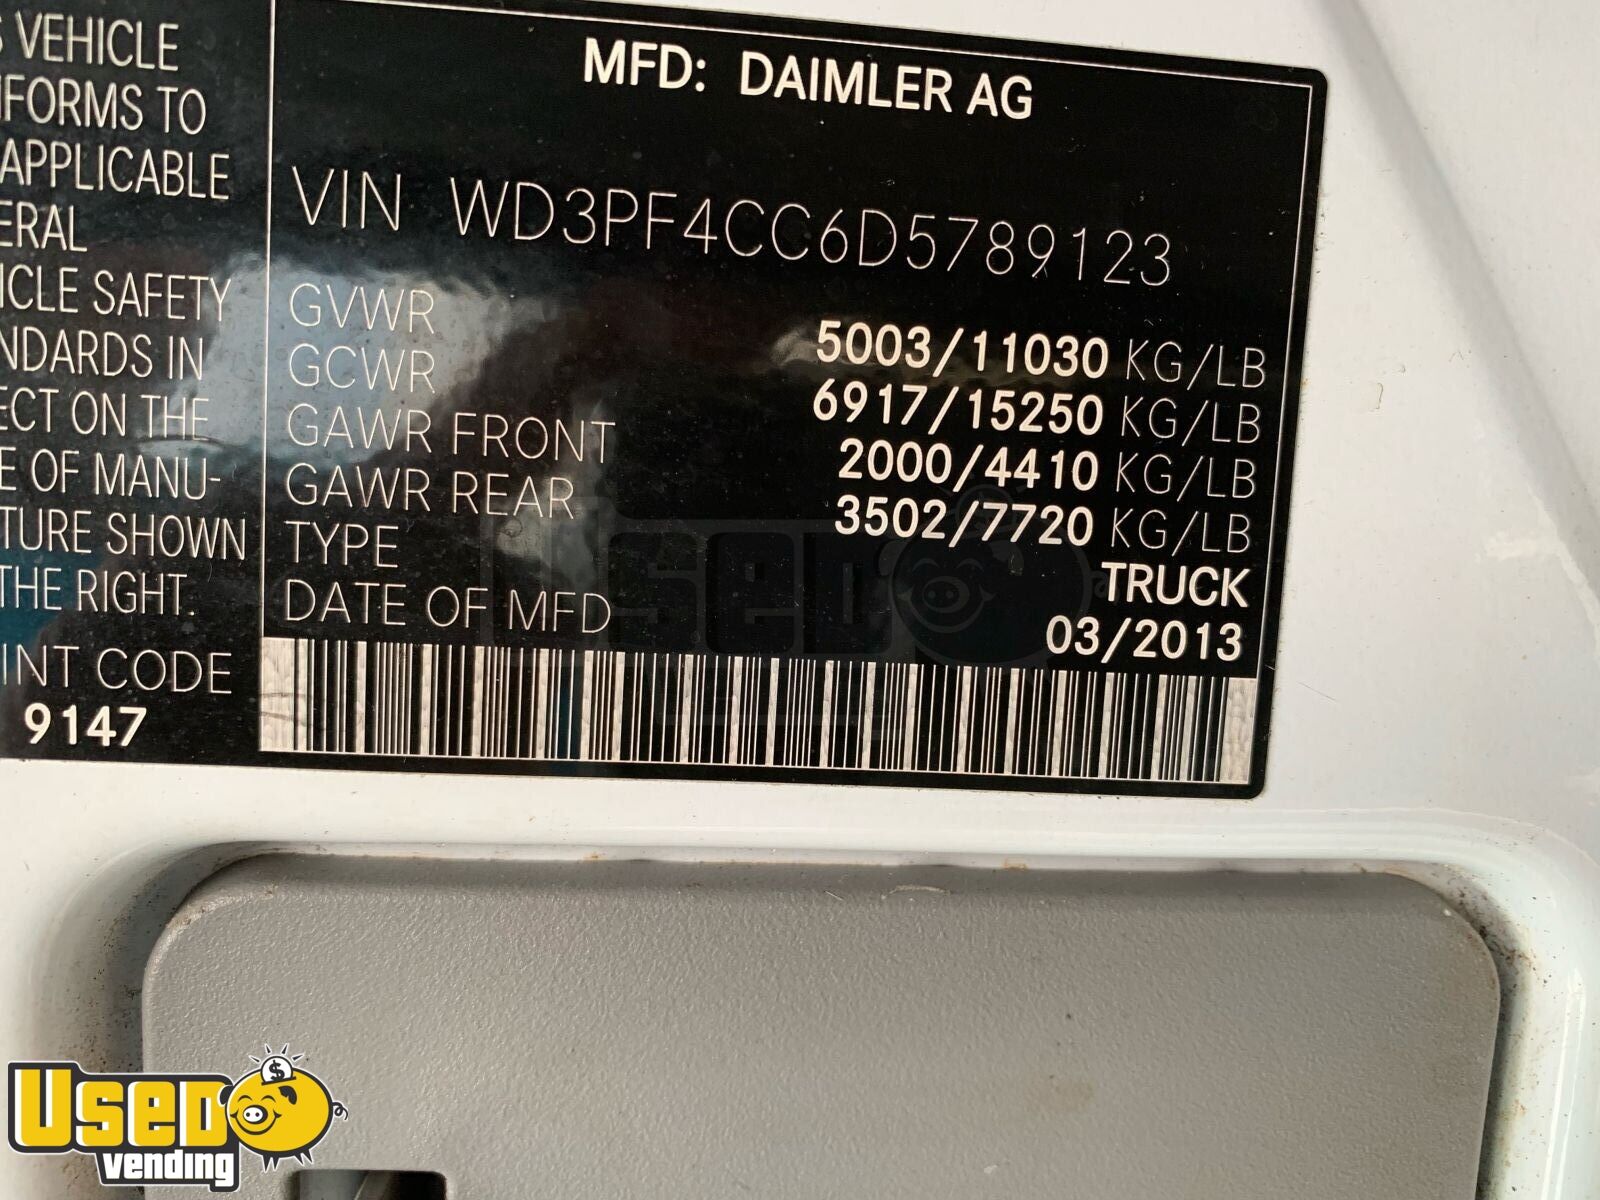 VEHICLE
FORMS TO
APPLICABLE
ERAL
ICLE SAFETY
NDARDS IN
ECT ON THE
E OF MANU-
TURE SHOWN
THE RIGHT.
INT CODE
9147
MFD: DAIMLER AG
VIN WD3PF4CC6D5789123
GVWR 5003/11030 KG/LB
GCWR 6917/15250 KG/LB
GAWR FRONT 2000/4410 KG/LB
GAWR REAR 3502/7720 KG/LB
TYPE TRUCK
DATE OF MFD 03/2013
USED
vending